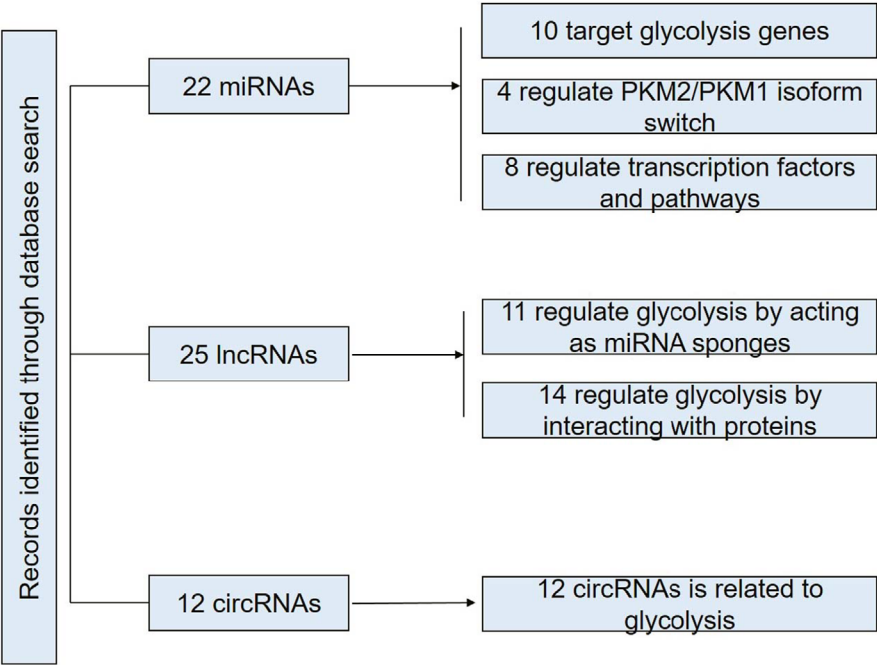 Records identified through database search
22 miRNAs
10 target glycolysis genes
4 regulate PKM2/PKM1 isoform
switch
8 regulate transcription factors
and pathways
25 lncRNAs
11 regulate glycolysis by acting
as miRNA sponges
14 regulate glycolysis by
interacting with proteins
12 circRNAs
12 circRNAs is related to
glycolysis